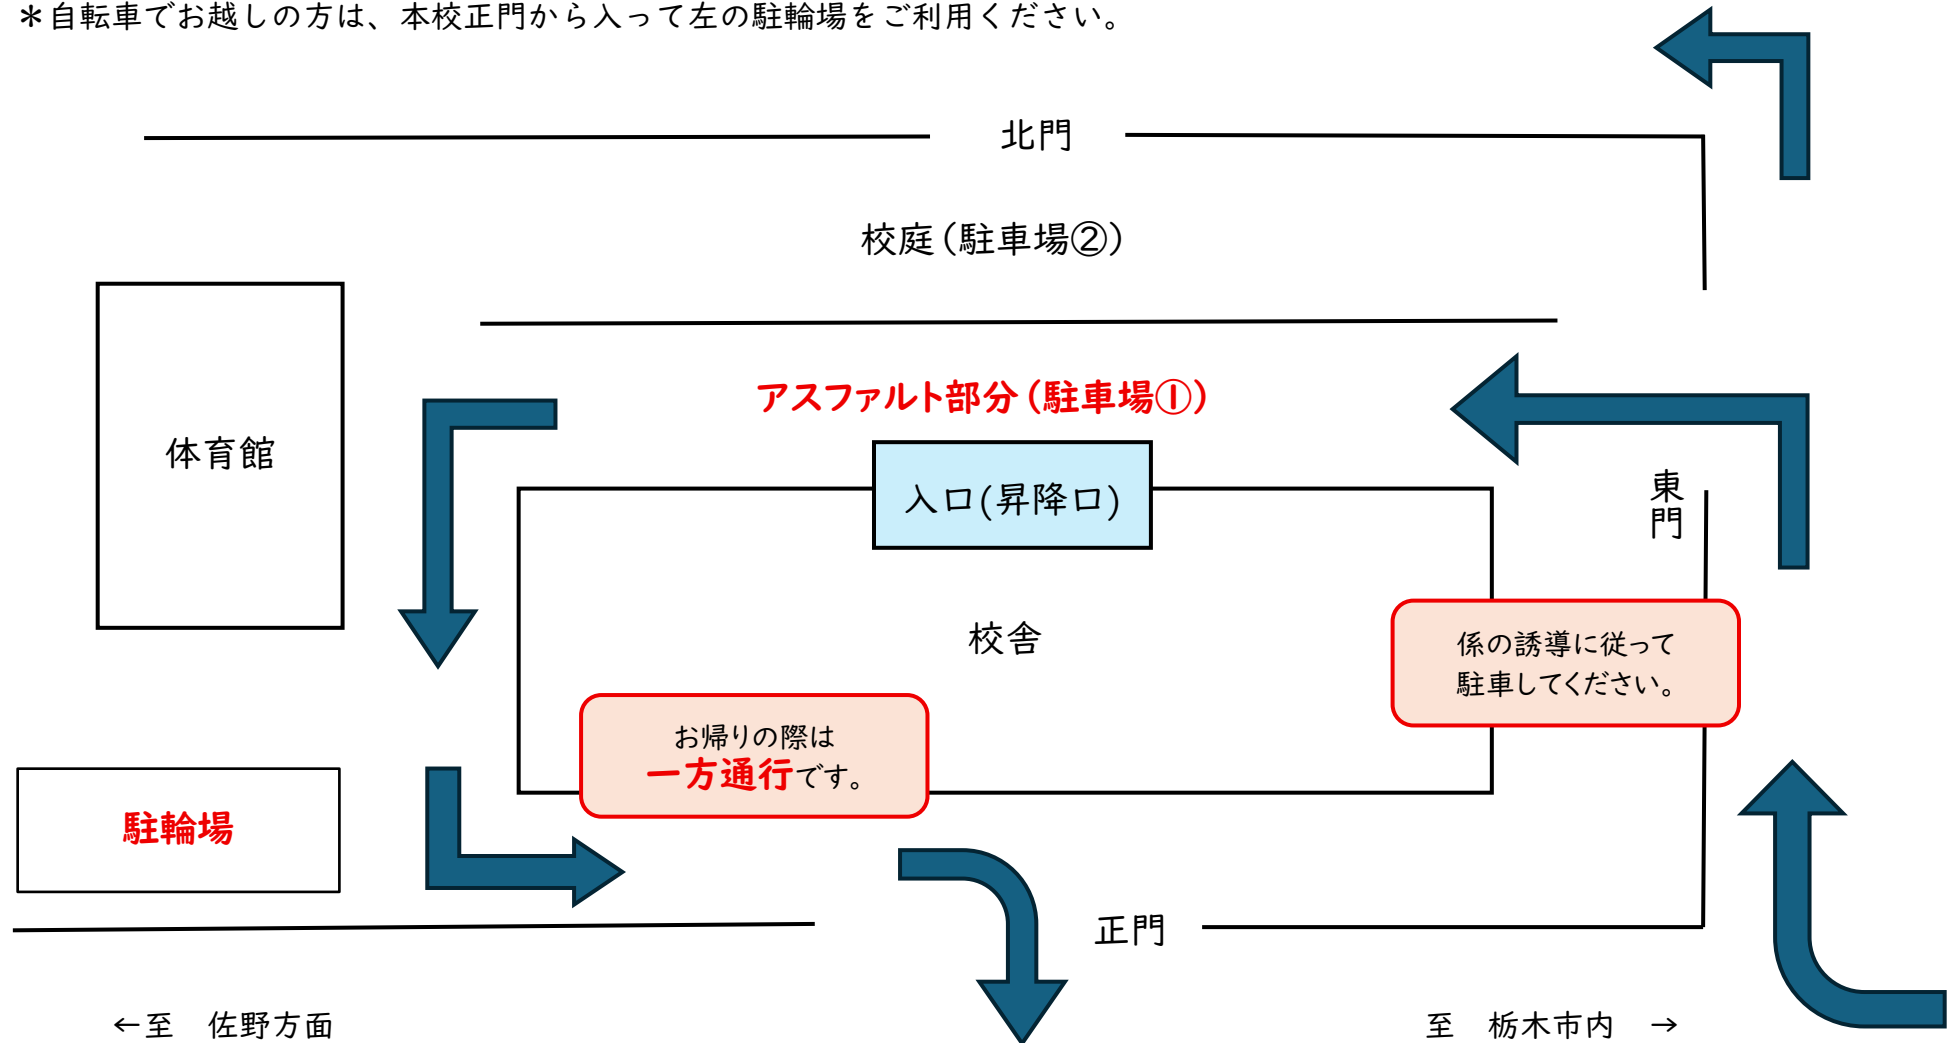 ＊自転車でお越しの方は、本校正門から入って左の駐輪場をご利用ください。
北門
校庭(駐車場②)
アスファルト部分(駐車場①)
体育館
入口(昇降口)
東門
校舎
係の誘導に従って
駐車してください。
お帰りの際は
一方通行です。
駐輪場
正門
←至　佐野方面
至　栃木市内　→